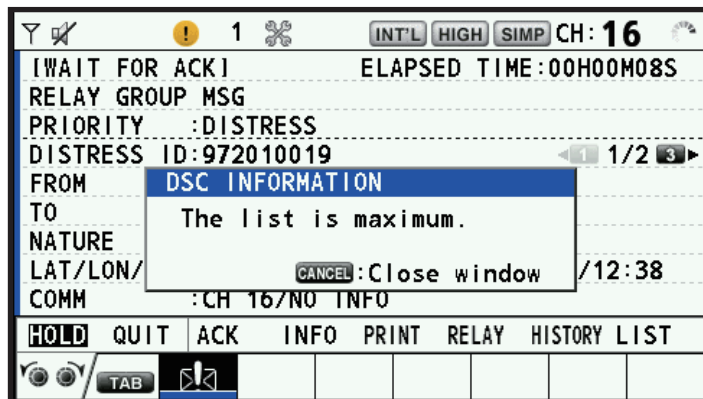 1 INT'L HIGH SIMP CH:16
[WAIT FOR ACK] ELAPSED TIME:00H00M08S
RELAY GROUP MSG
PRIORITY :DISTRESS
DISTRESS ID:972010019 1 1/2 3
FROM DSC INFORMATION
TO The list is maximum.
NATURE
LAT/LON/ CANCEL:Close window /12:38
COMM :CH 16/NO INFO
HOLD QUIT ACK INFO PRINT RELAY HISTORY LIST
TAB